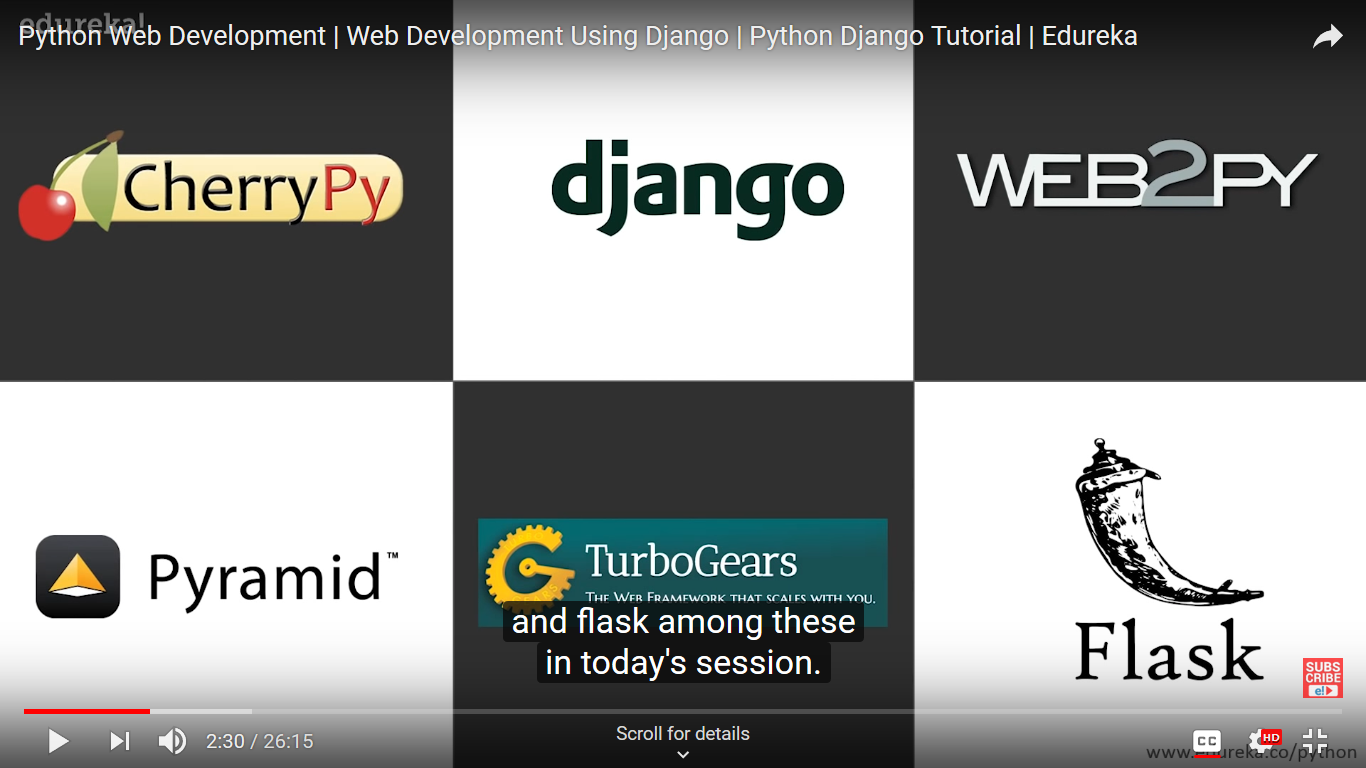 edureka!
Python Web Development | Web Development Using Django | Python Django Tutorial | Edureka
CherryPy
django
WEB2PY
Pyramid™
TurboGears
The Web Framework that scales with you.
Flask
and flask among these
in today's session.
SUBS
CRIBE
e!
2:30 / 26:15
Scroll for details
CC
HD
www.edureka.co/python